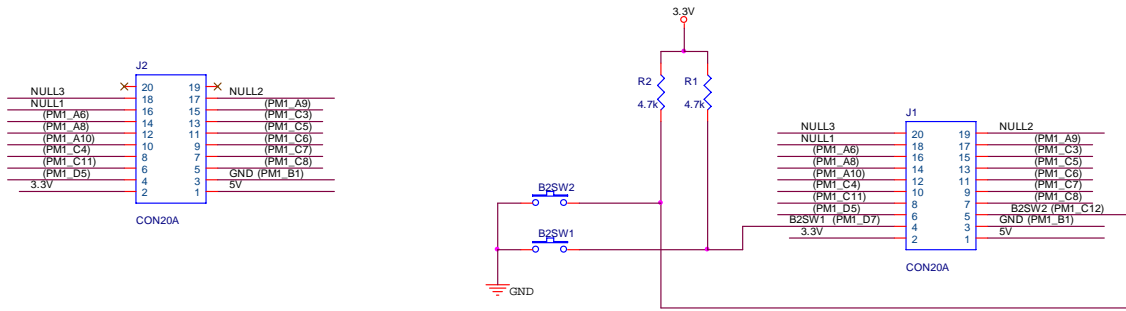 3.3V
J2
20 19
NULL3 18 17 NULL2
NULL1 16 15 (PM1_A9)
(PM1_A6) 14 13 (PM1_C3)
(PM1_A8) 12 11 (PM1_C5)
(PM1_A10) 10 9 (PM1_C6)
(PM1_C4) 8 7 (PM1_C7)
(PM1_C11) 6 5 (PM1_C8)
(PM1_D5) 4 3 GND (PM1_B1)
3.3V 2 1 5V
CON20A
R2 R1
4.7k 4.7k
B2SW2
B2SW1
GND
J1
NULL3 20 19 NULL2
NULL1 18 17 (PM1_A9)
(PM1_A6) 16 15 (PM1_C3)
(PM1_A8) 14 13 (PM1_C5)
(PM1_A10) 12 11 (PM1_C6)
(PM1_C4) 10 9 (PM1_C7)
(PM1_C11) 8 7 (PM1_C8)
(PM1_D5) 6 5 B2SW2 (PM1_C12)
B2SW1 (PM1_D7) 4 3 GND (PM1_B1)
3.3V 2 1 5V
CON20A